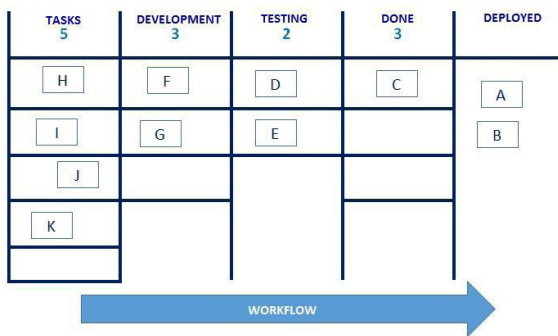 TASKS DEVELOPMENT TESTING DONE DEPLOYED
5 3 2 3
H F D C A
I G E B
J
K
WORKFLOW